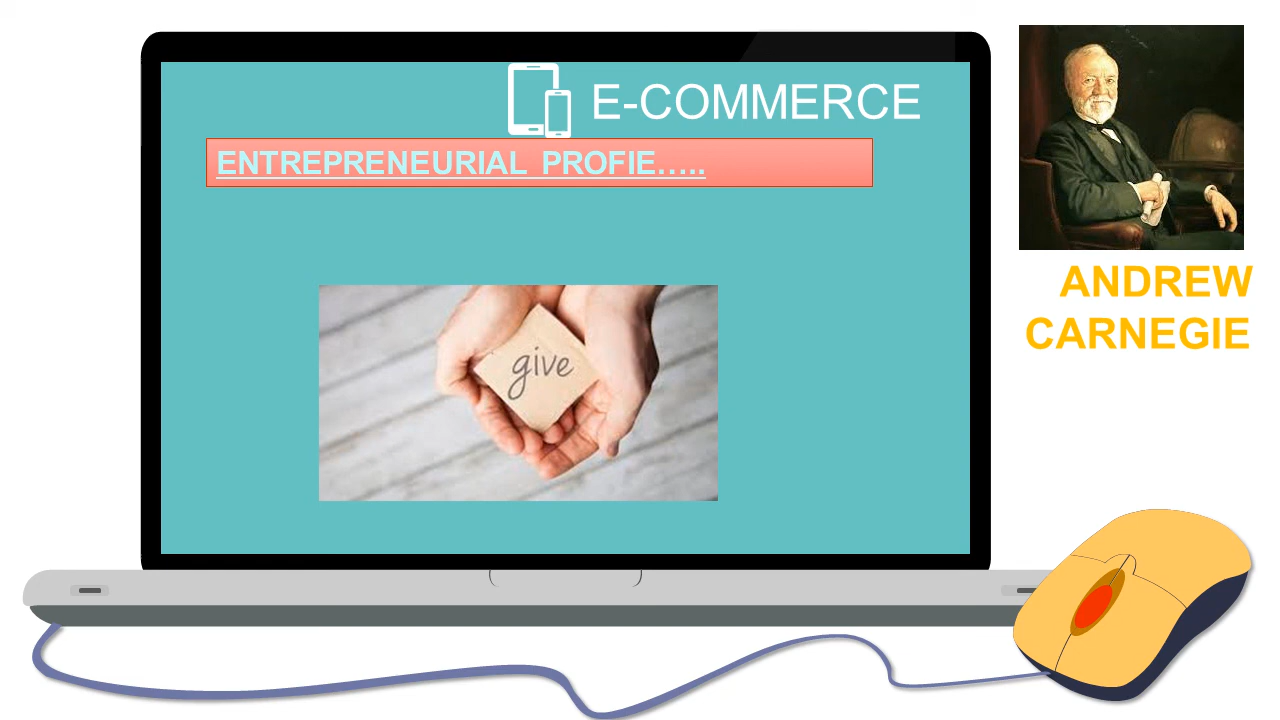 E-COMMERCE
ENTREPRENEURIAL PROFIE.....
give
ANDREW
CARNEGIE